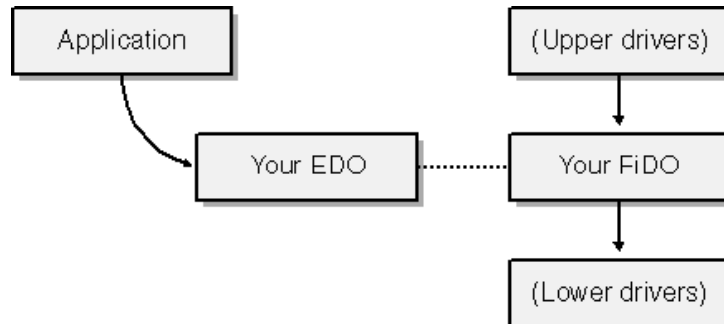 Application
(Upper drivers)
Your EDO
Your FiDO
(Lower drivers)